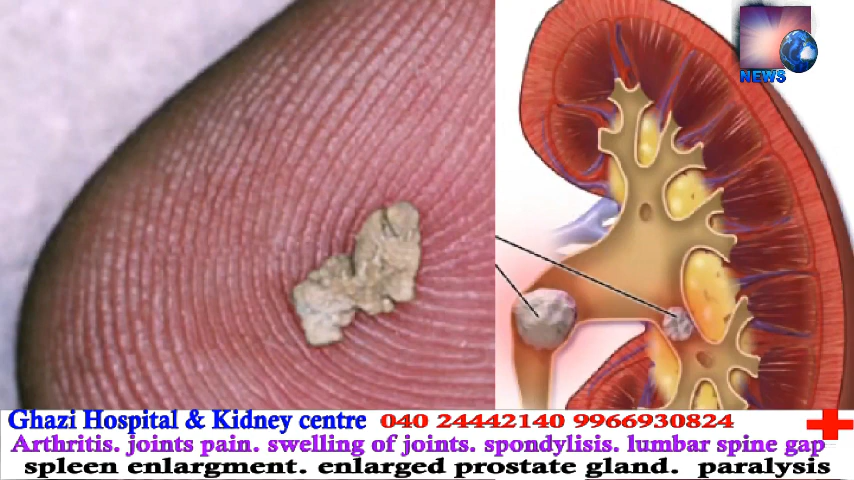 NEWS
Ghazi Hospital & Kidney centre 040 24442140 9966930824
Arthritis. joints pain. swelling of joints. spondylisis. lumbar spine gap
spleen enlargment. enlarged prostate gland. paralysis